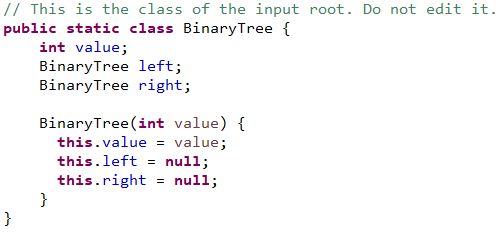 // This is the class of the input root. Do not edit it.
public static class BinaryTree {
    int value;
    BinaryTree left;
    BinaryTree right;

    BinaryTree(int value) {
      this.value = value;
      this.left = null;
      this.right = null;
    }
}